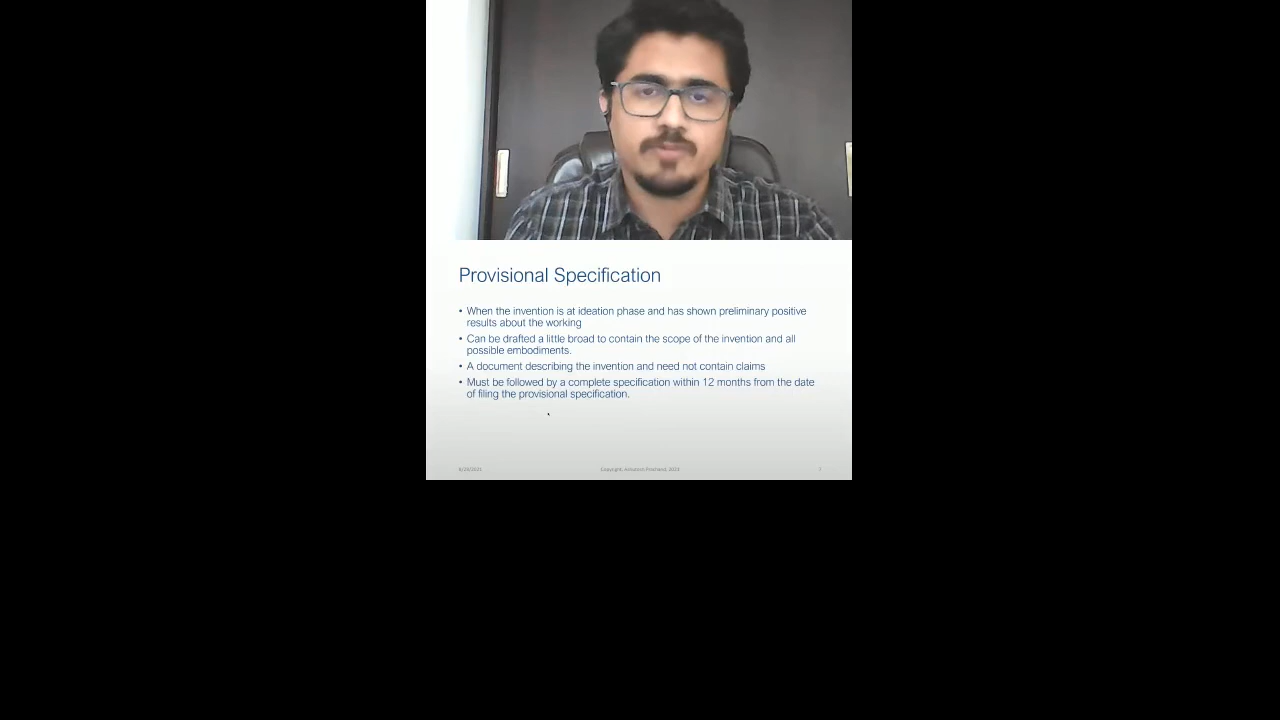 Provisional Specification
• When the invention is at ideation phase and has shown preliminary positive
results about the working
• Can be drafted a little broad to contain the scope of the invention and all
possible embodiments.
• A document describing the invention and need not contain claims
• Must be followed by a complete specification within 12 months from the date
of filing the provisional specification.